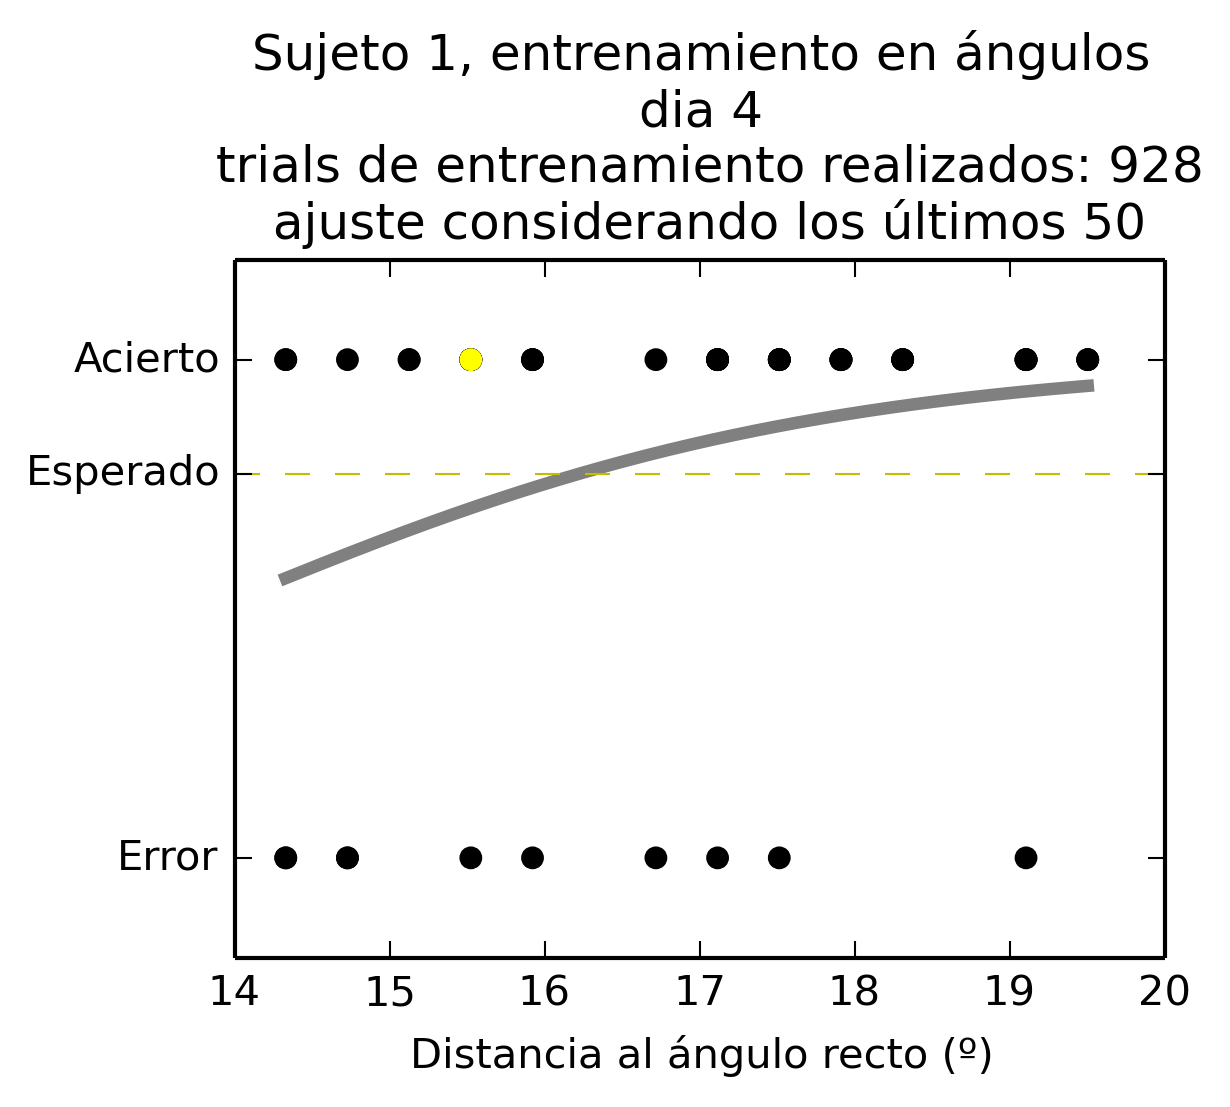 Sujeto 1, entrenamiento en ángulos
dia 4
trials de entrenamiento realizados: 928
ajuste considerando los últimos 50
Acierto
Esperado
Error
14 15 16 17 18 19 20
Distancia al ángulo recto (º)